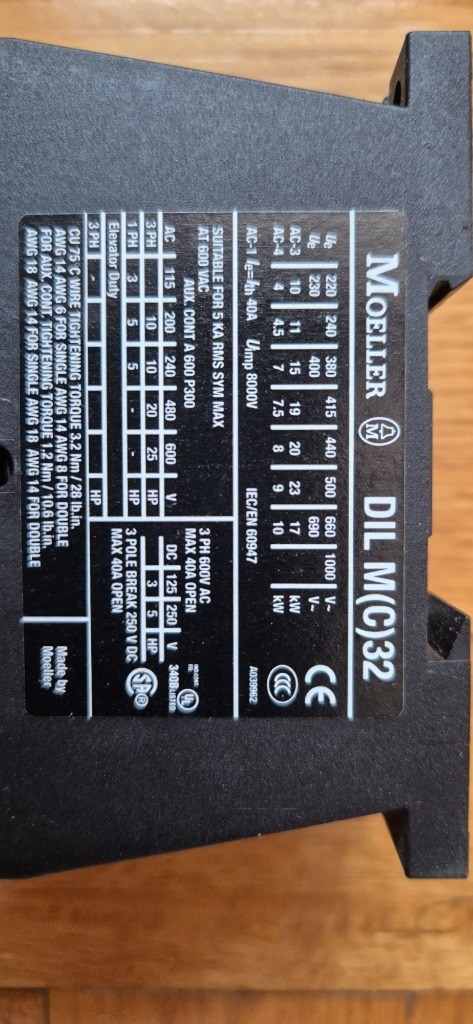 MOELLER M DIL M(C)32
Ue 220 240 380 415 440 500 660 1000 V~
Ue 230 400 690 V~
AC-3 10 11 15 19 20 23 17 kW
AC-4 4 4.5 7 7.5 8 9 10 kW
AC-1 Ie=Ith 40A Uimp 8000V IEC/EN 60947
CE
CCC
A039962
SUITABLE FOR 5 KA RMS SYM MAX
AT 600 VAC
AUX. CONT A 600 P300
AC 115 200 240 480 600 V
3 PH - 10 10 20 25 HP
1 PH 3 5 5 - - HP
Elevator Duty
3 PH - HP
3 PH 600V AC
MAX 40A OPEN
DC 125 250 V
3 5 HP
3 POLE BREAK 250 V DC
MAX 40A OPEN
UL
LISTED
340B
SA
CU 75°C WIRE TIGHTENING TORQUE 3.2 Nm / 28 lb.in.
AWG 14 AWG 6 FOR SINGLE AWG 14 AWG 8 FOR DOUBLE
FOR AUX. CONT. TIGHTENING TORQUE 1.2 Nm / 10.6 lb.in.
AWG 18 AWG 14 FOR SINGLE AWG 18 AWG 14 FOR DOUBLE
Made by
Moeller